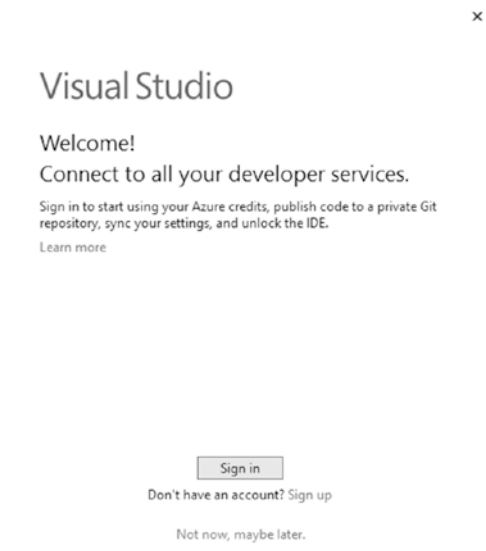 Visual Studio
Welcome!
Connect to all your developer services.
Sign in to start using your Azure credits, publish code to a private Git
repository, sync your settings, and unlock the IDE.
Learn more
Sign in
Don't have an account? Sign up
Not now, maybe later.